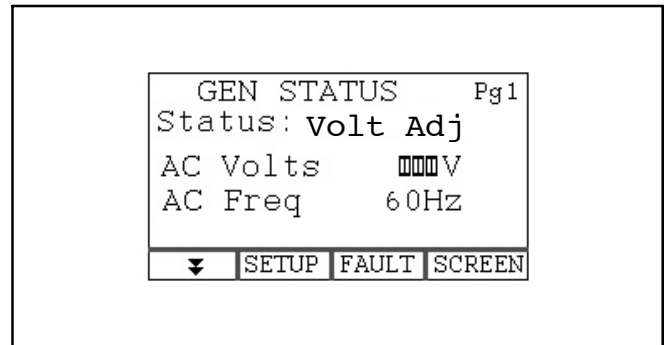 GEN STATUS Pg1
Status: Volt Adj
AC Volts V
AC Freq 60Hz
SETUP FAULT SCREEN